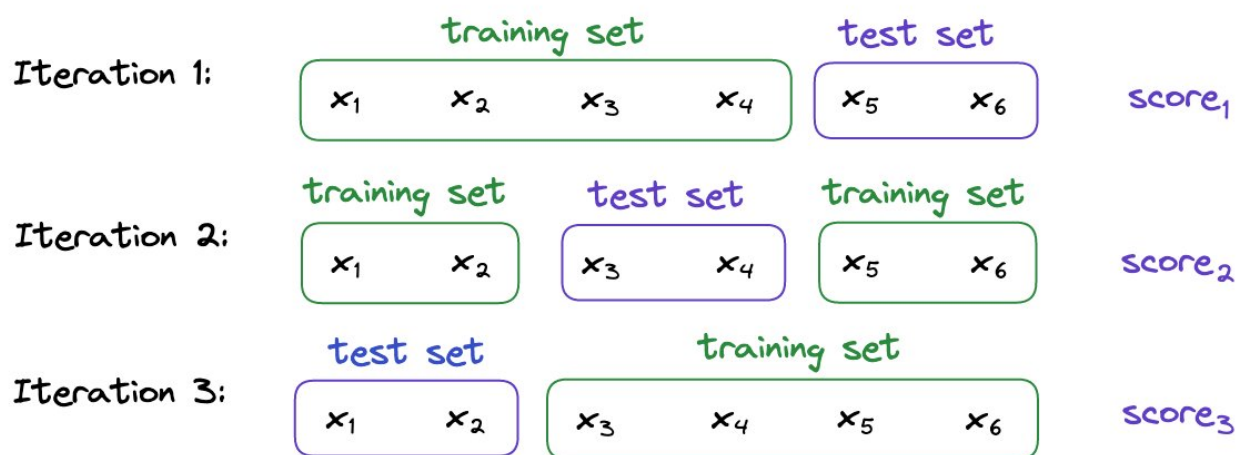 training set test set
Iteration 1: x₁ x₂ x₃ x₄ x₅ x₆ score₁
training set test set training set
Iteration 2: x₁ x₂ x₃ x₄ x₅ x₆ score₂
test set training set
Iteration 3: x₁ x₂ x₃ x₄ x₅ x₆ score₃